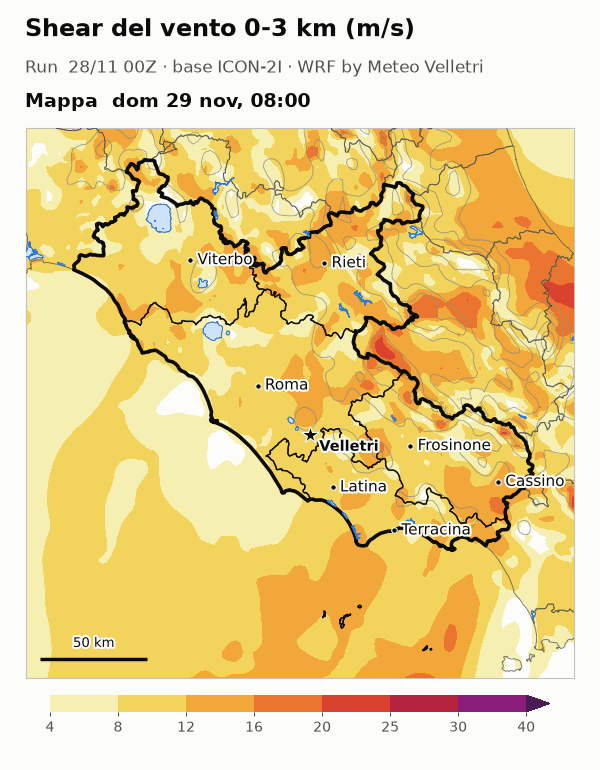 Shear del vento 0-3 km (m/s)
Run  28/11 00Z · base ICON-2I · WRF by Meteo Velletri
Mappa  dom 29 nov, 08:00
Viterbo
Rieti
Roma
Velletri
Frosinone
Latina
Cassino
Terracina
50 km
4 8 12 16 20 25 30 40